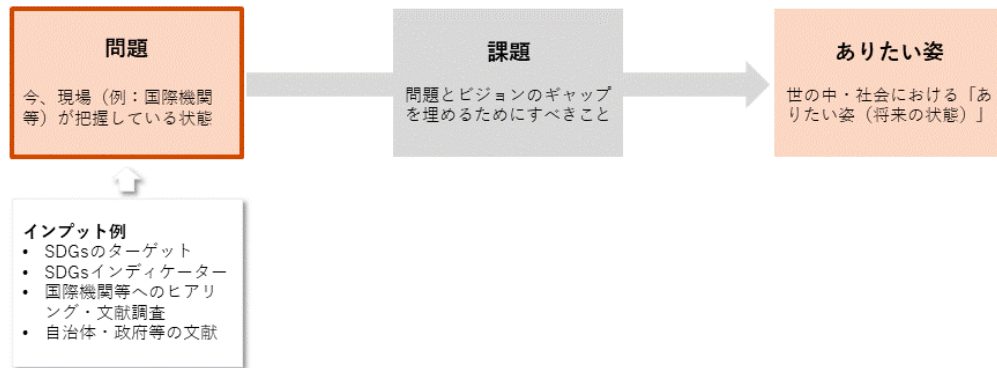 問題
今、現場（例：国際機関
等）が把握している状態
課題
問題とビジョンのギャップ
を埋めるためにすべきこと
ありたい姿
世の中・社会における「あ
りたい姿（将来の状態）」
インプット例
• SDGsのターゲット
• SDGsインディケーター
• 国際機関等へのヒアリ
ング・文献調査
• 自治体・政府等の文献